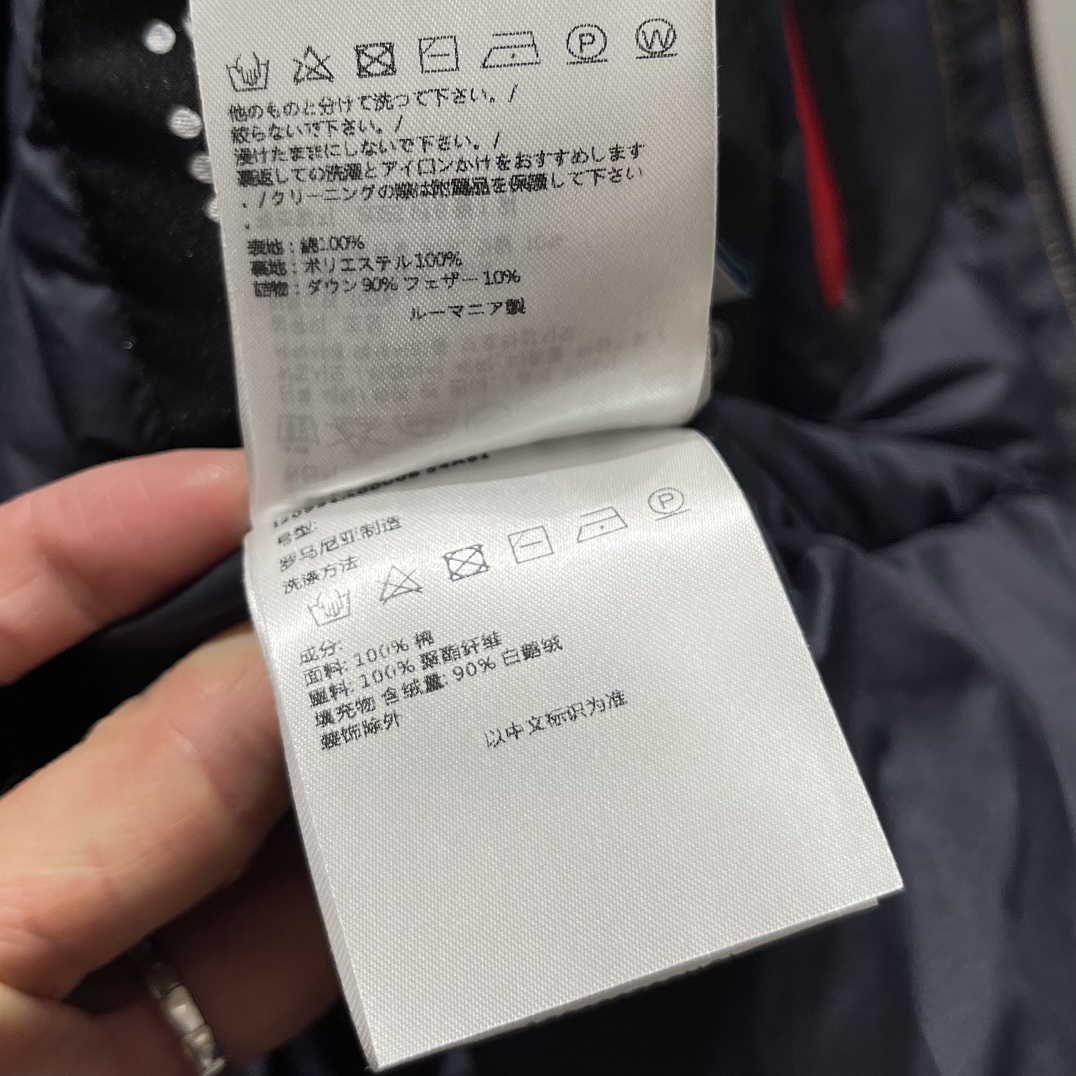 他のものと分けて洗って下さい。/
絞らないで下さい。/
浸けたままにしないで下さい。/
裏返しての洗濯とアイロンかけをおすすめします
。/クリーニングの際は附属品を保護して下さい
。
表地：綿100%
裏地：ポリエステル100%
詰物：ダウン90% フェザー10%
ルーマニア製
号型:
罗马尼亚制造
洗涤方法
成分:
面料: 100% 棉
里料: 100% 聚酯纤维
填充物 含绒量: 90% 白鹅绒
装饰除外
以中文标识为准
P
W
P